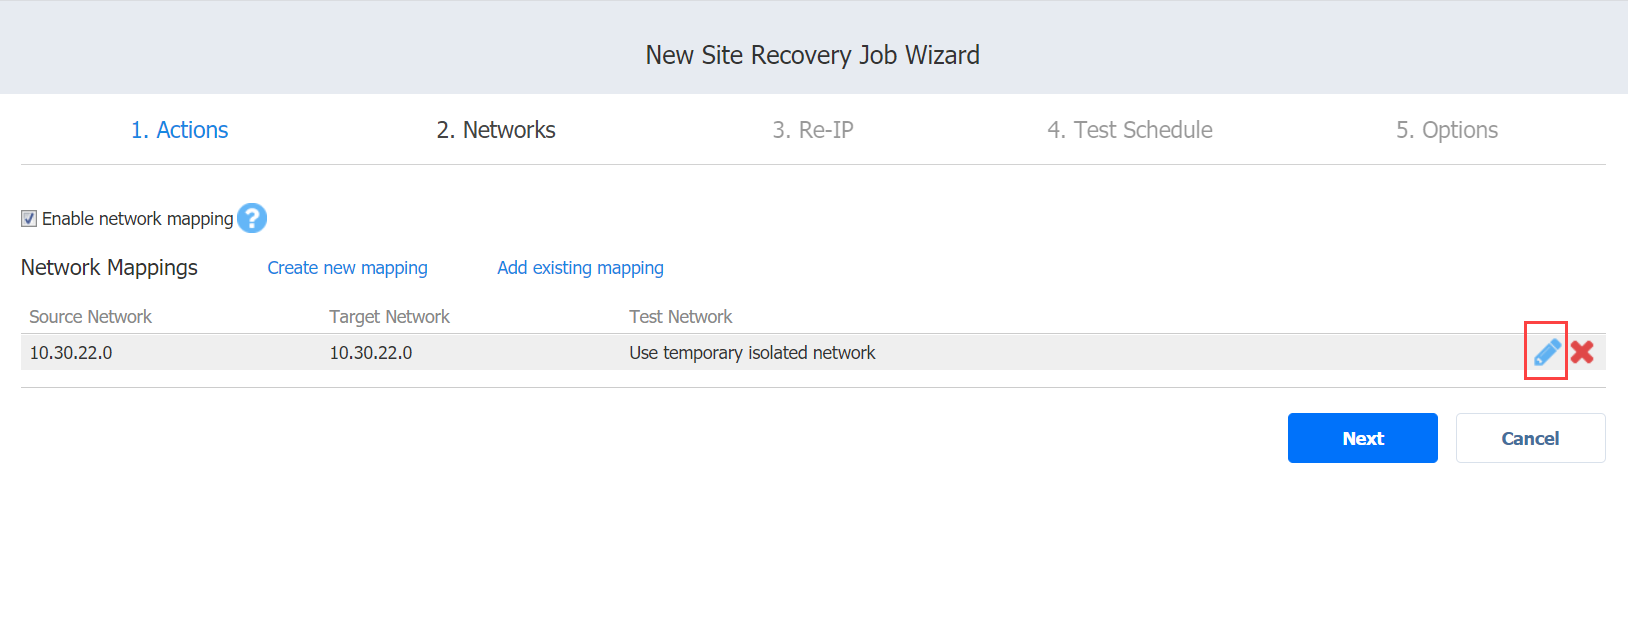 New Site Recovery Job Wizard
1. Actions 2. Networks 3. Re-IP 4. Test Schedule 5. Options
Enable network mapping ?
Network Mappings Create new mapping Add existing mapping
Source Network Target Network Test Network
10.30.22.0 10.30.22.0 Use temporary isolated network
Next Cancel